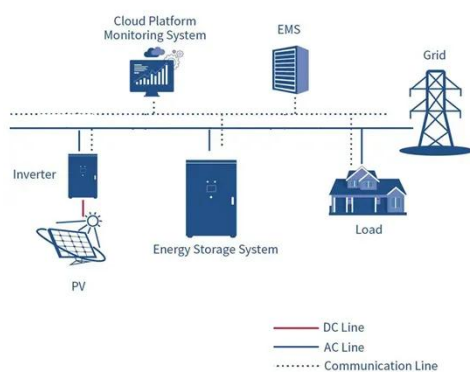 Cloud Platform
Monitoring System
EMS
Grid
Inverter
Energy Storage System
Load
PV
DC Line
AC Line
Communication Line